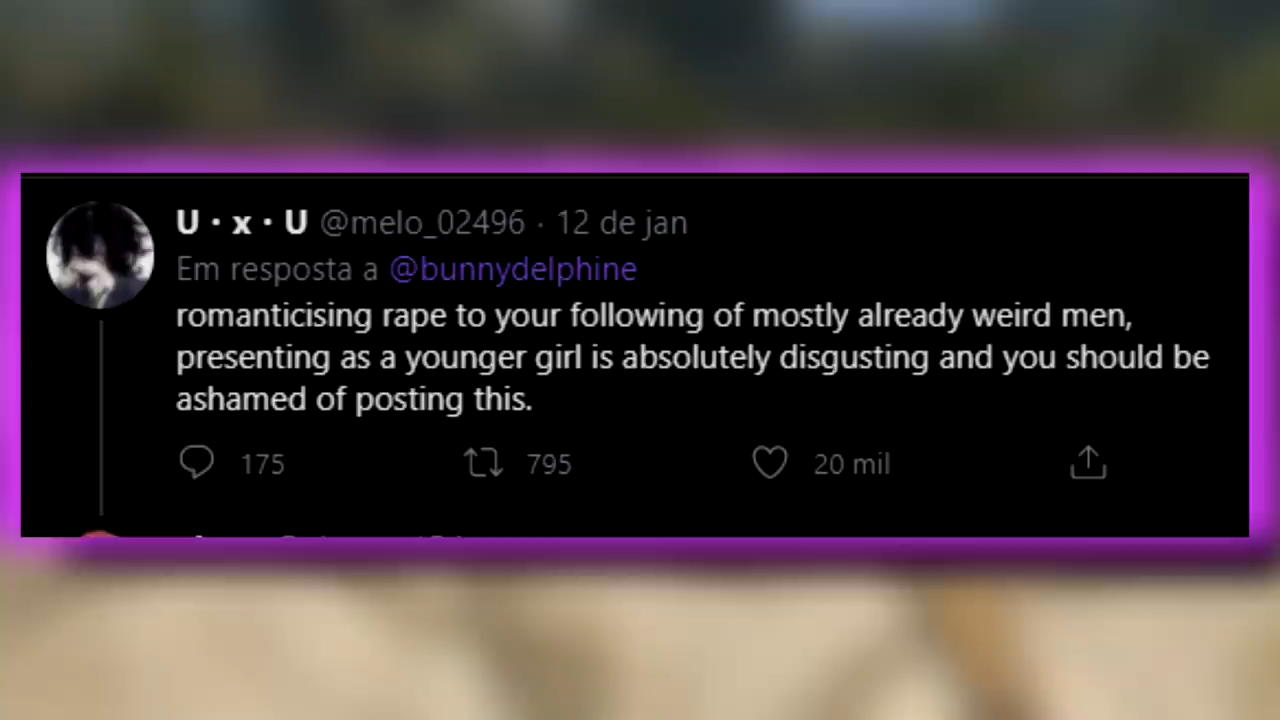 U · x · U @melo_02496 · 12 de jan
Em resposta a @bunnydelphine
romanticising rape to your following of mostly already weird men,
presenting as a younger girl is absolutely disgusting and you should be
ashamed of posting this.
175 795 20 mil